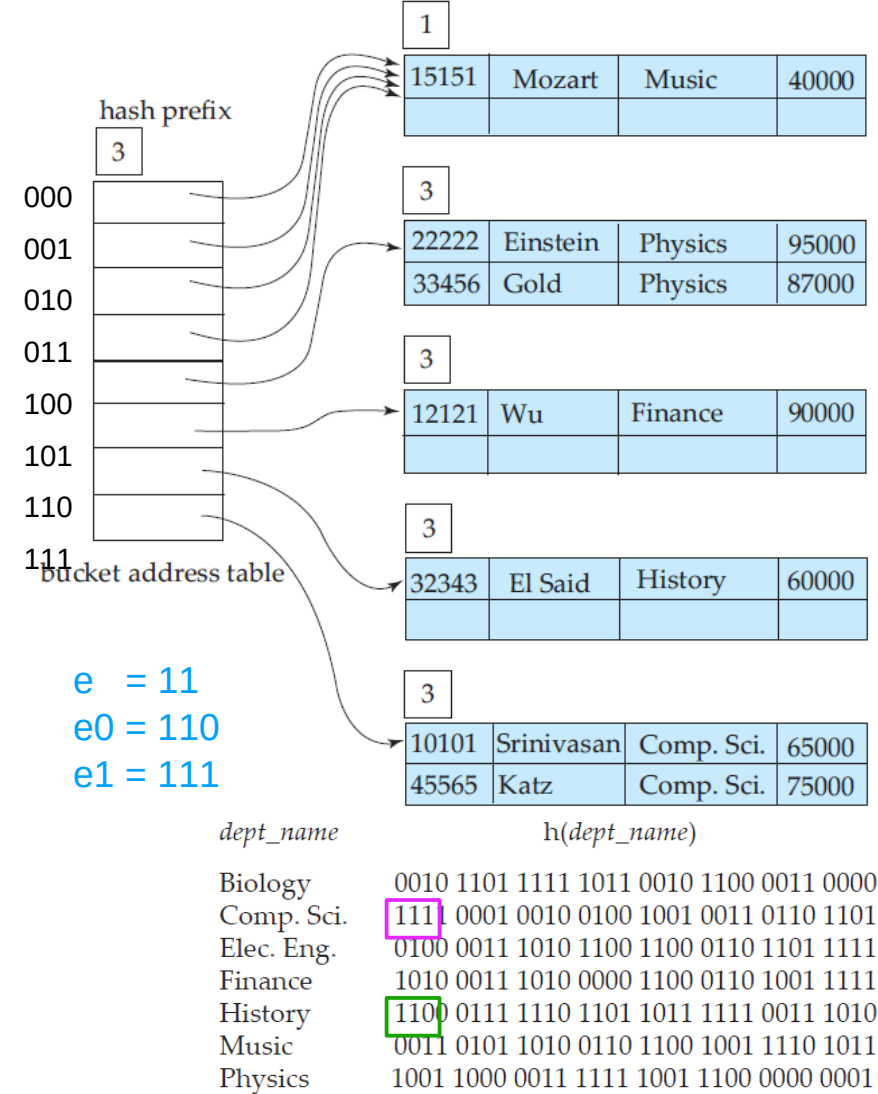 1
15151 Mozart Music 40000
hash prefix
3
000
001
010
011
100
101
110
111
bucket address table
3
22222 Einstein Physics 95000
33456 Gold Physics 87000
3
12121 Wu Finance 90000
3
32343 El Said History 60000
3
10101 Srinivasan Comp. Sci. 65000
45565 Katz Comp. Sci. 75000
e = 11
e0 = 110
e1 = 111
dept_name h(dept_name)
Biology 0010 1101 1111 1011 0010 1100 0011 0000
Comp. Sci. 1111 0001 0010 0100 1001 0011 0110 1101
Elec. Eng. 0100 0011 1010 1100 1100 0110 1101 1111
Finance 1010 0011 1010 0000 1100 0110 1001 1111
History 1100 0111 1110 1101 1011 1111 0011 1010
Music 0011 0101 1010 0110 1100 1001 1110 1011
Physics 1001 1000 0011 1111 1001 1100 0000 0001